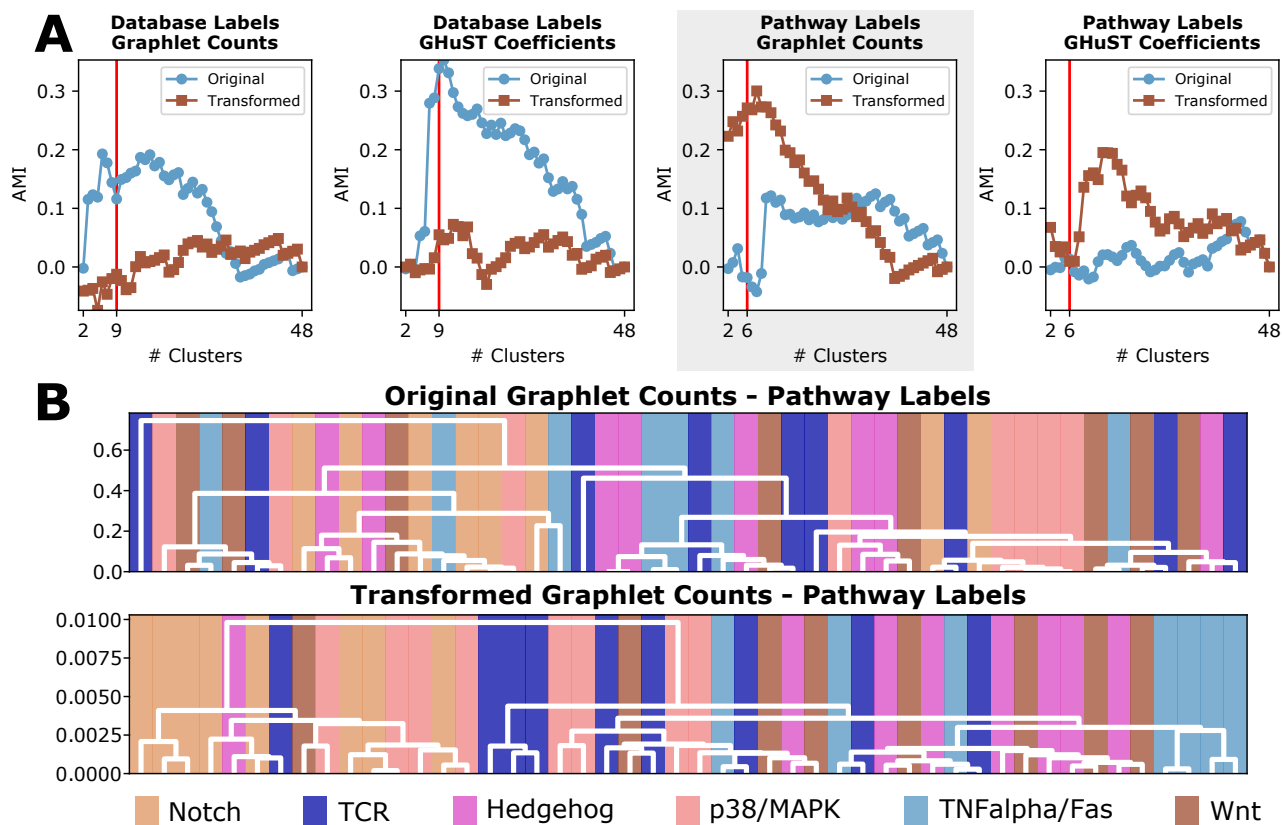 A
Database Labels
Graphlet Counts
Original
Transformed
AMI
0.3
0.2
0.1
0.0
2 9 48
# Clusters
Database Labels
GHuST Coefficients
Original
Transformed
AMI
0.3
0.2
0.1
0.0
2 9 48
# Clusters
Pathway Labels
Graphlet Counts
Original
Transformed
AMI
0.3
0.2
0.1
0.0
2 6 48
# Clusters
Pathway Labels
GHuST Coefficients
Original
Transformed
AMI
0.3
0.2
0.1
0.0
2 6 48
# Clusters
B
Original Graphlet Counts - Pathway Labels
0.6
0.4
0.2
0.0
Transformed Graphlet Counts - Pathway Labels
0.0100
0.0075
0.0050
0.0025
0.0000
Notch TCR Hedgehog p38/MAPK TNFalpha/Fas Wnt